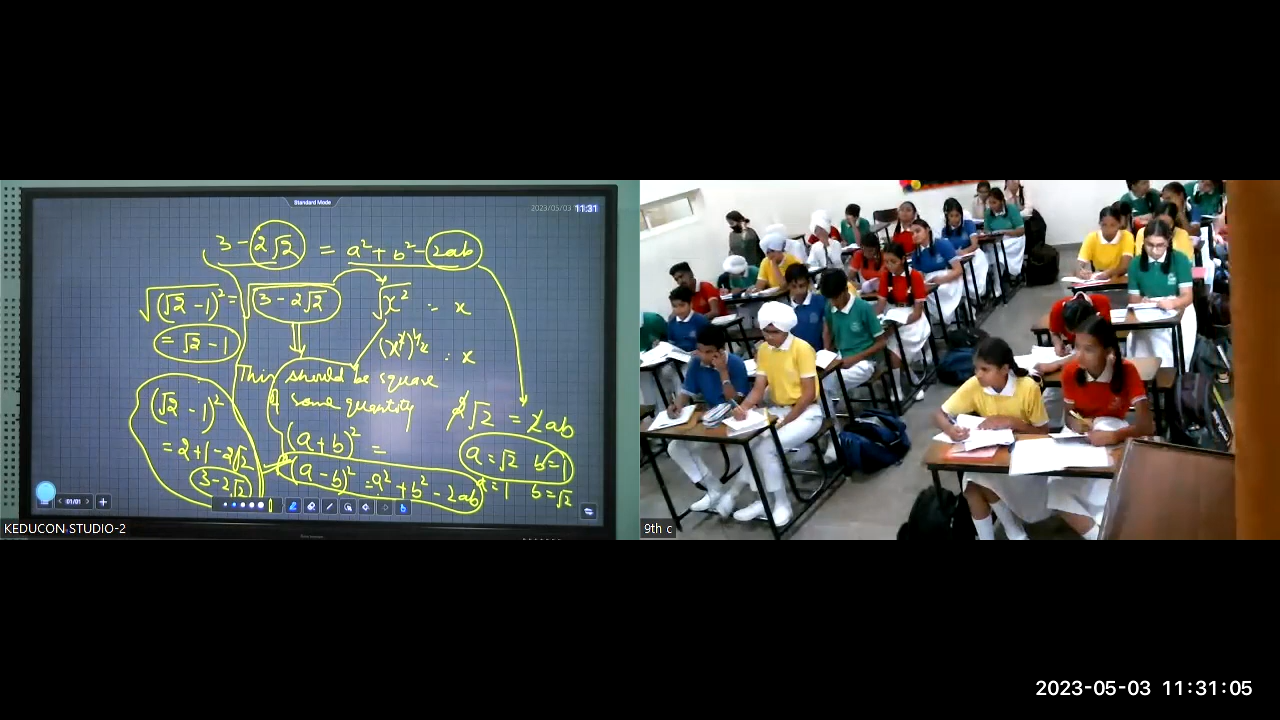 Standard Mode
2023/05/03 11:31
3 - 2√2 = a² + b² - 2ab
√(√2 - 1)² = √3 - 2√2 √x² = x
= √2 - 1 (x²)^1/2 = x
This should be square
of some quantity
(√2 - 1)² 2√2 = 2ab
(a + b)² =
= 2 + 1 - 2√2 a = √2 b = 1
3 - 2√2 (a - b)² = a² + b² - 2ab a = 1 b = √2
01/01
KEDUCON STUDIO-2
9th c
2023-05-03 11:31:05